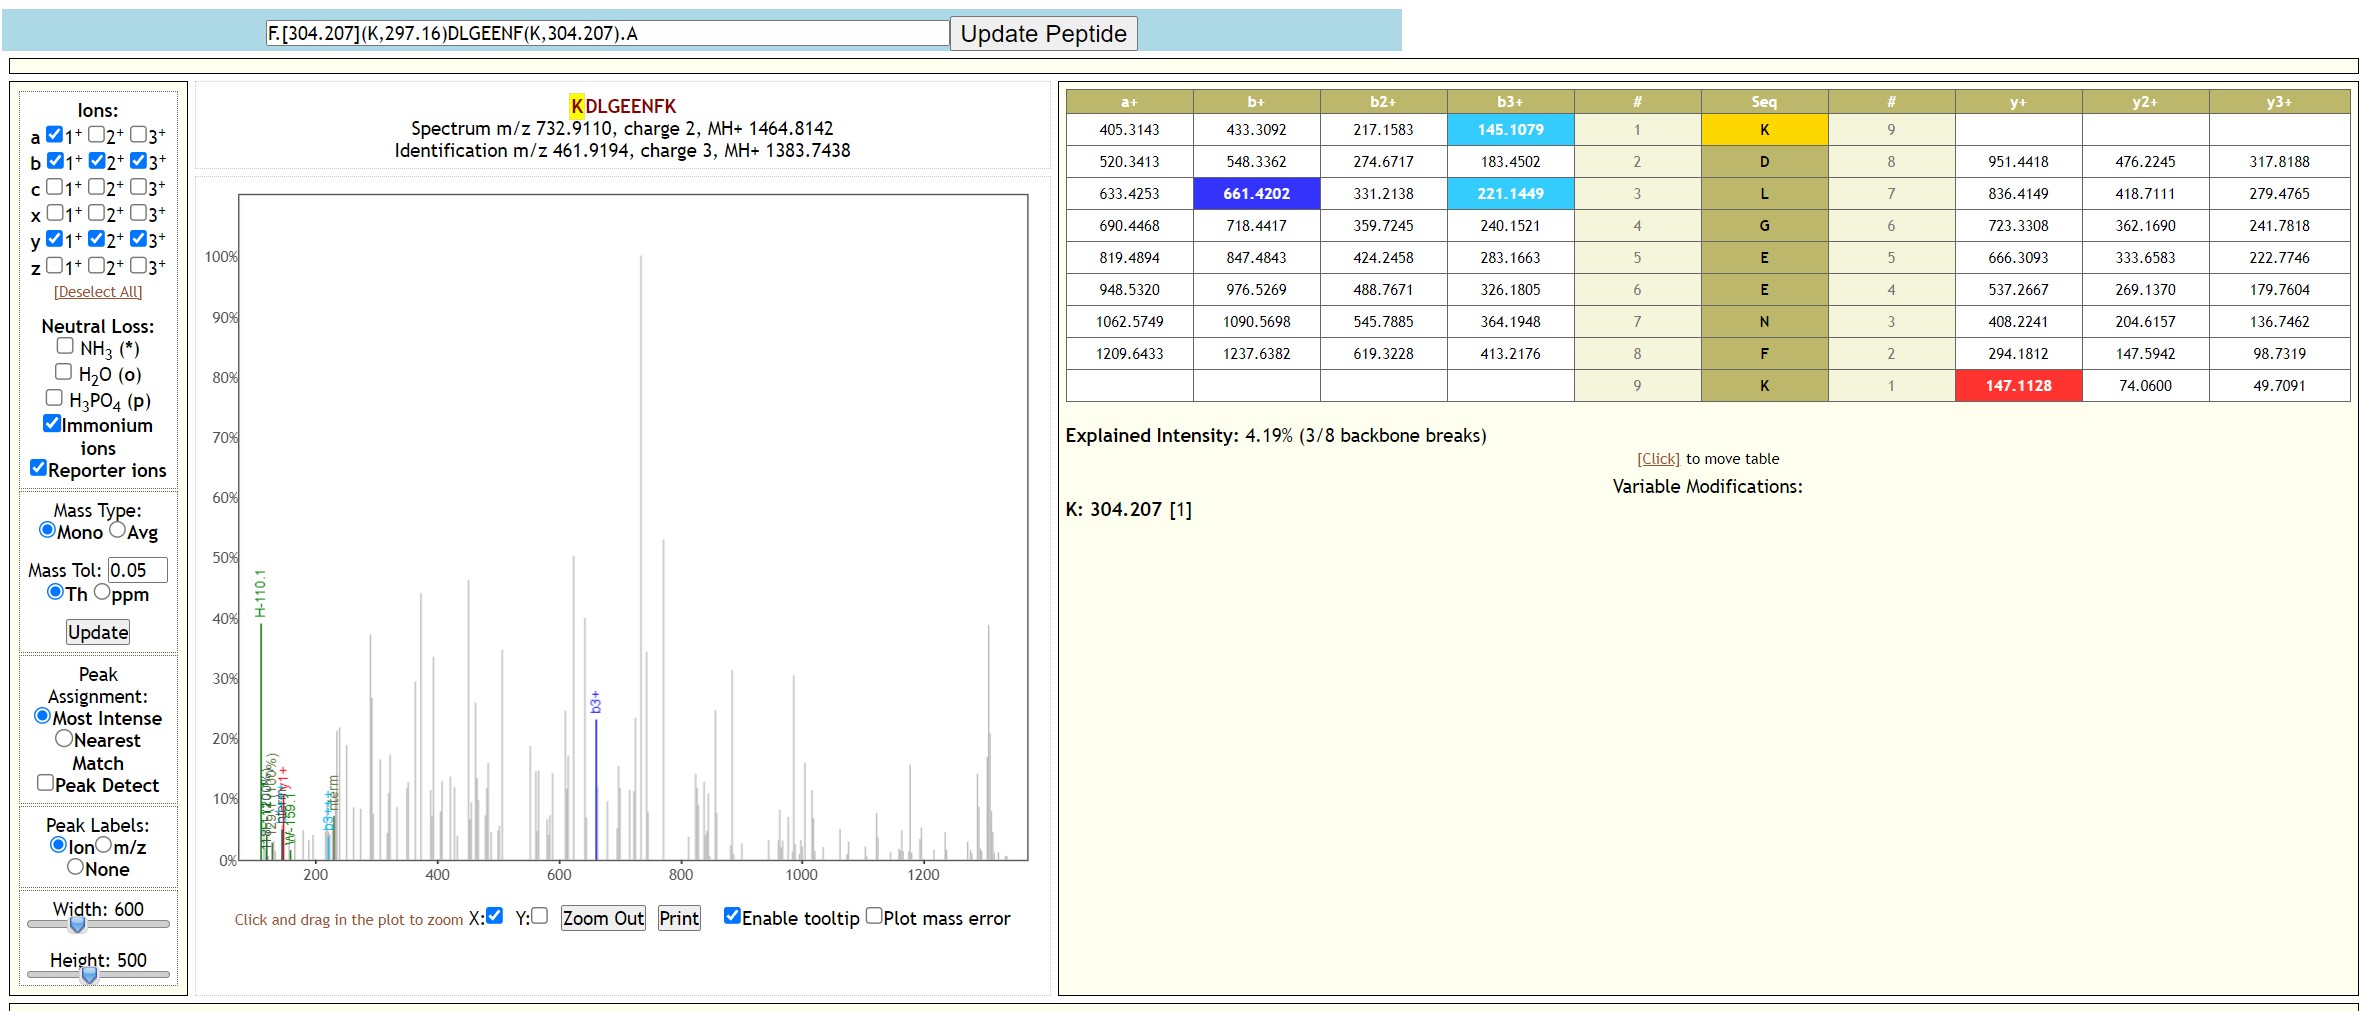 F.[304.207](K,297.16)DLGEENF(K,304.207).A Update Peptide
Ions:
a 1+ 2+ 3+
b 1+ 2+ 3+
c 1+ 2+ 3+
x 1+ 2+ 3+
y 1+ 2+ 3+
z 1+ 2+ 3+
[Deselect All]
Neutral Loss:
NH3 (*)
H2O (o)
H3PO4 (p)
Immonium
ions
Reporter ions
Mass Type:
Mono Avg
Mass Tol: 0.05
Th ppm
Update
Peak
Assignment:
Most Intense
Nearest
Match
Peak Detect
Peak Labels:
Ion m/z
None
Width: 600
Height: 500
KDLGEENFK
Spectrum m/z 732.9110, charge 2, MH+ 1464.8142
Identification m/z 461.9194, charge 3, MH+ 1383.7438
100%
90%
80%
70%
60%
50%
40%
30%
20%
10%
0%
H-110.1
y1+
W-159.1
b3+++
nterm
b3+
200 400 600 800 1000 1200
Click and drag in the plot to zoom X: Y: Zoom Out Print Enable tooltip Plot mass error
a+ b+ b2+ b3+ # Seq # y+ y2+ y3+
405.3143 433.3092 217.1583 145.1079 1 K 9
520.3413 548.3362 274.6717 183.4502 2 D 8 951.4418 476.2245 317.8188
633.4253 661.4202 331.2138 221.1449 3 L 7 836.4149 418.7111 279.4765
690.4468 718.4417 359.7245 240.1521 4 G 6 723.3308 362.1690 241.7818
819.4894 847.4843 424.2458 283.1663 5 E 5 666.3093 333.6583 222.7746
948.5320 976.5269 488.7671 326.1805 6 E 4 537.2667 269.1370 179.7604
1062.5749 1090.5698 545.7885 364.1948 7 N 3 408.2241 204.6157 136.7462
1209.6433 1237.6382 619.3228 413.2176 8 F 2 294.1812 147.5942 98.7319
9 K 1 147.1128 74.0600 49.7091
Explained Intensity: 4.19% (3/8 backbone breaks)
[Click] to move table
Variable Modifications:
K: 304.207 [1]